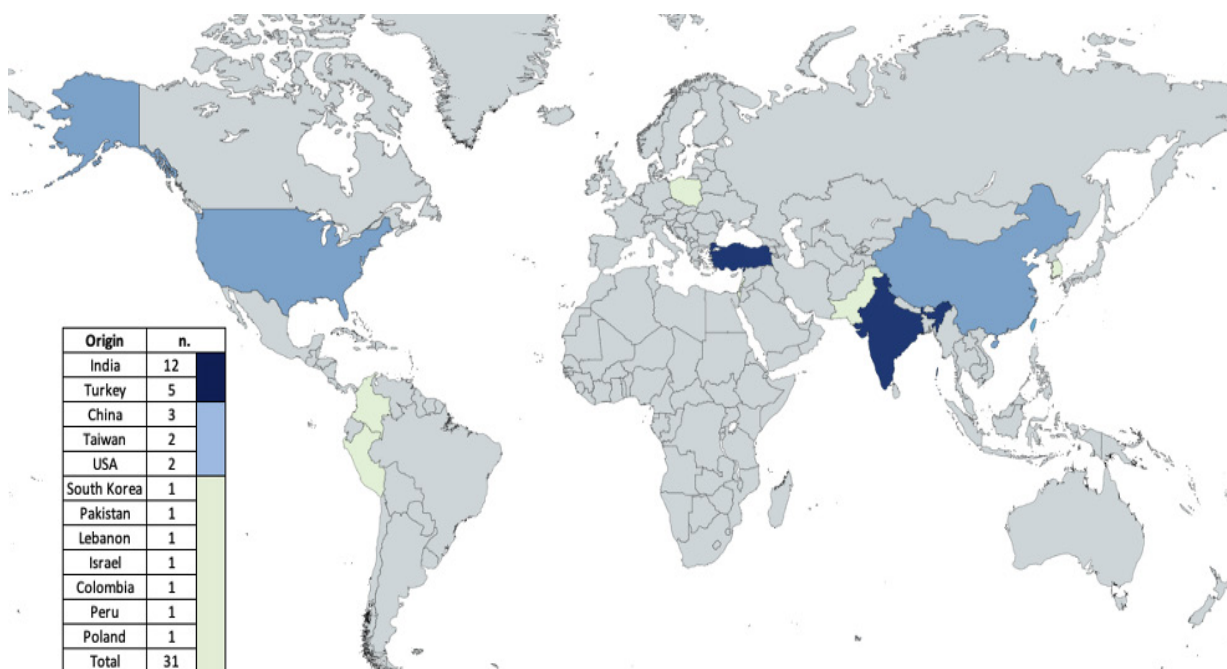 Origin n.
India 12
Turkey 5
China 3
Taiwan 2
USA 2
South Korea 1
Pakistan 1
Lebanon 1
Israel 1
Colombia 1
Peru 1
Poland 1
Total 31